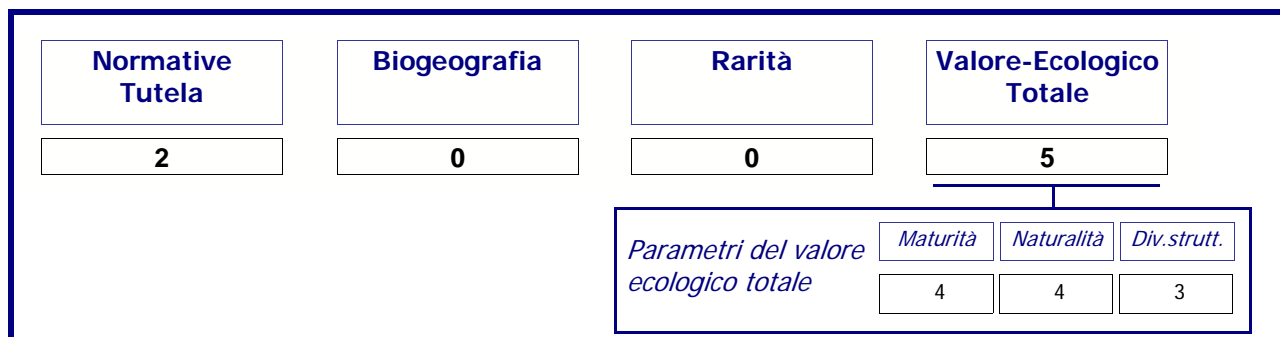 Normative Tutela
Biogeografia
Rarità
Valore-Ecologico Totale
2
0
0
5
Parametri del valore ecologico totale
Maturità
Naturalità
Div.strutt.
4
4
3